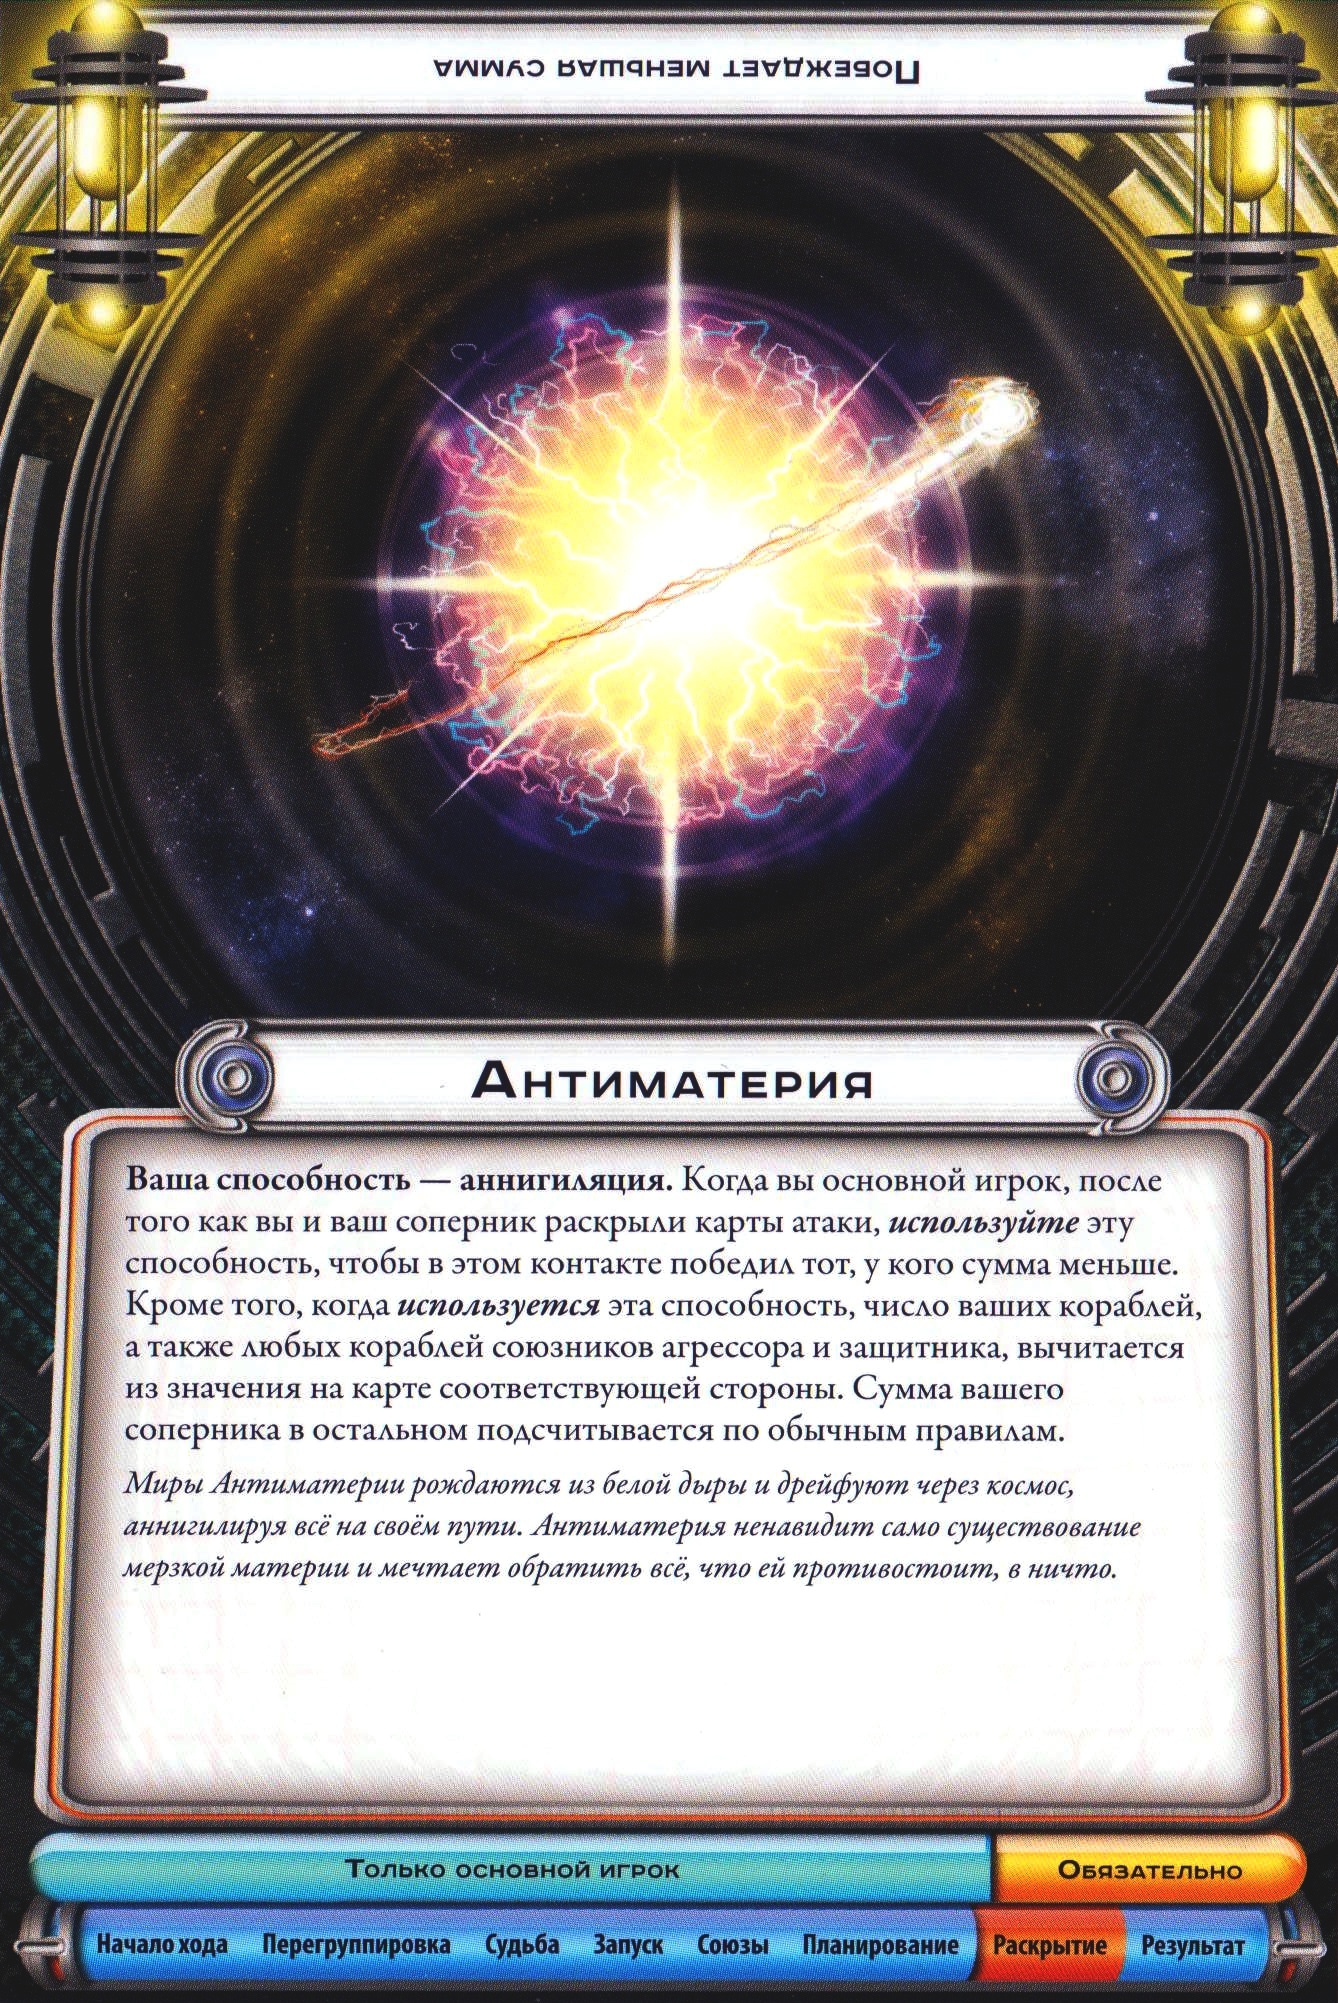 Побеждает меньшая сумма
Антиматерия
Ваша способность — аннигиляция. Когда вы основной игрок, после
того как вы и ваш соперник раскрыли карты атаки, используйте эту
способность, чтобы в этом контакте победил тот, у кого сумма меньше.
Кроме того, когда используется эта способность, число ваших кораблей,
а также любых кораблей союзников агрессора и защитника, вычитается
из значения на карте соответствующей стороны. Сумма вашего
соперника в остальном подсчитывается по обычным правилам.
Миры Антиматерии рождаются из белой дыры и дрейфуют через космос,
аннигилируя всё на своём пути. Антиматерия ненавидит само существование
мерзкой материи и мечтает обратить всё, что ей противостоит, в ничто.
Только основной игрок Обязательно
Начало хода Перегруппировка Судьба Запуск Союзы Планирование Раскрытие Результат